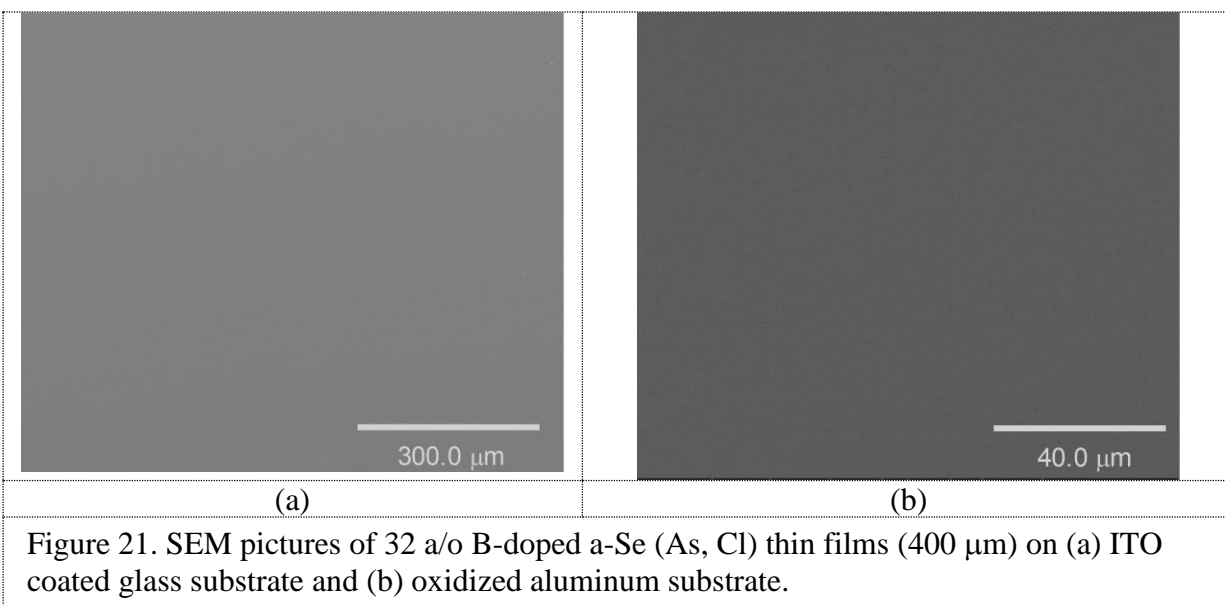 300.0 μm
40.0 μm
(a)
(b)
Figure 21. SEM pictures of 32 a/o B-doped a-Se (As, Cl) thin films (400 μm) on (a) ITO
coated glass substrate and (b) oxidized aluminum substrate.